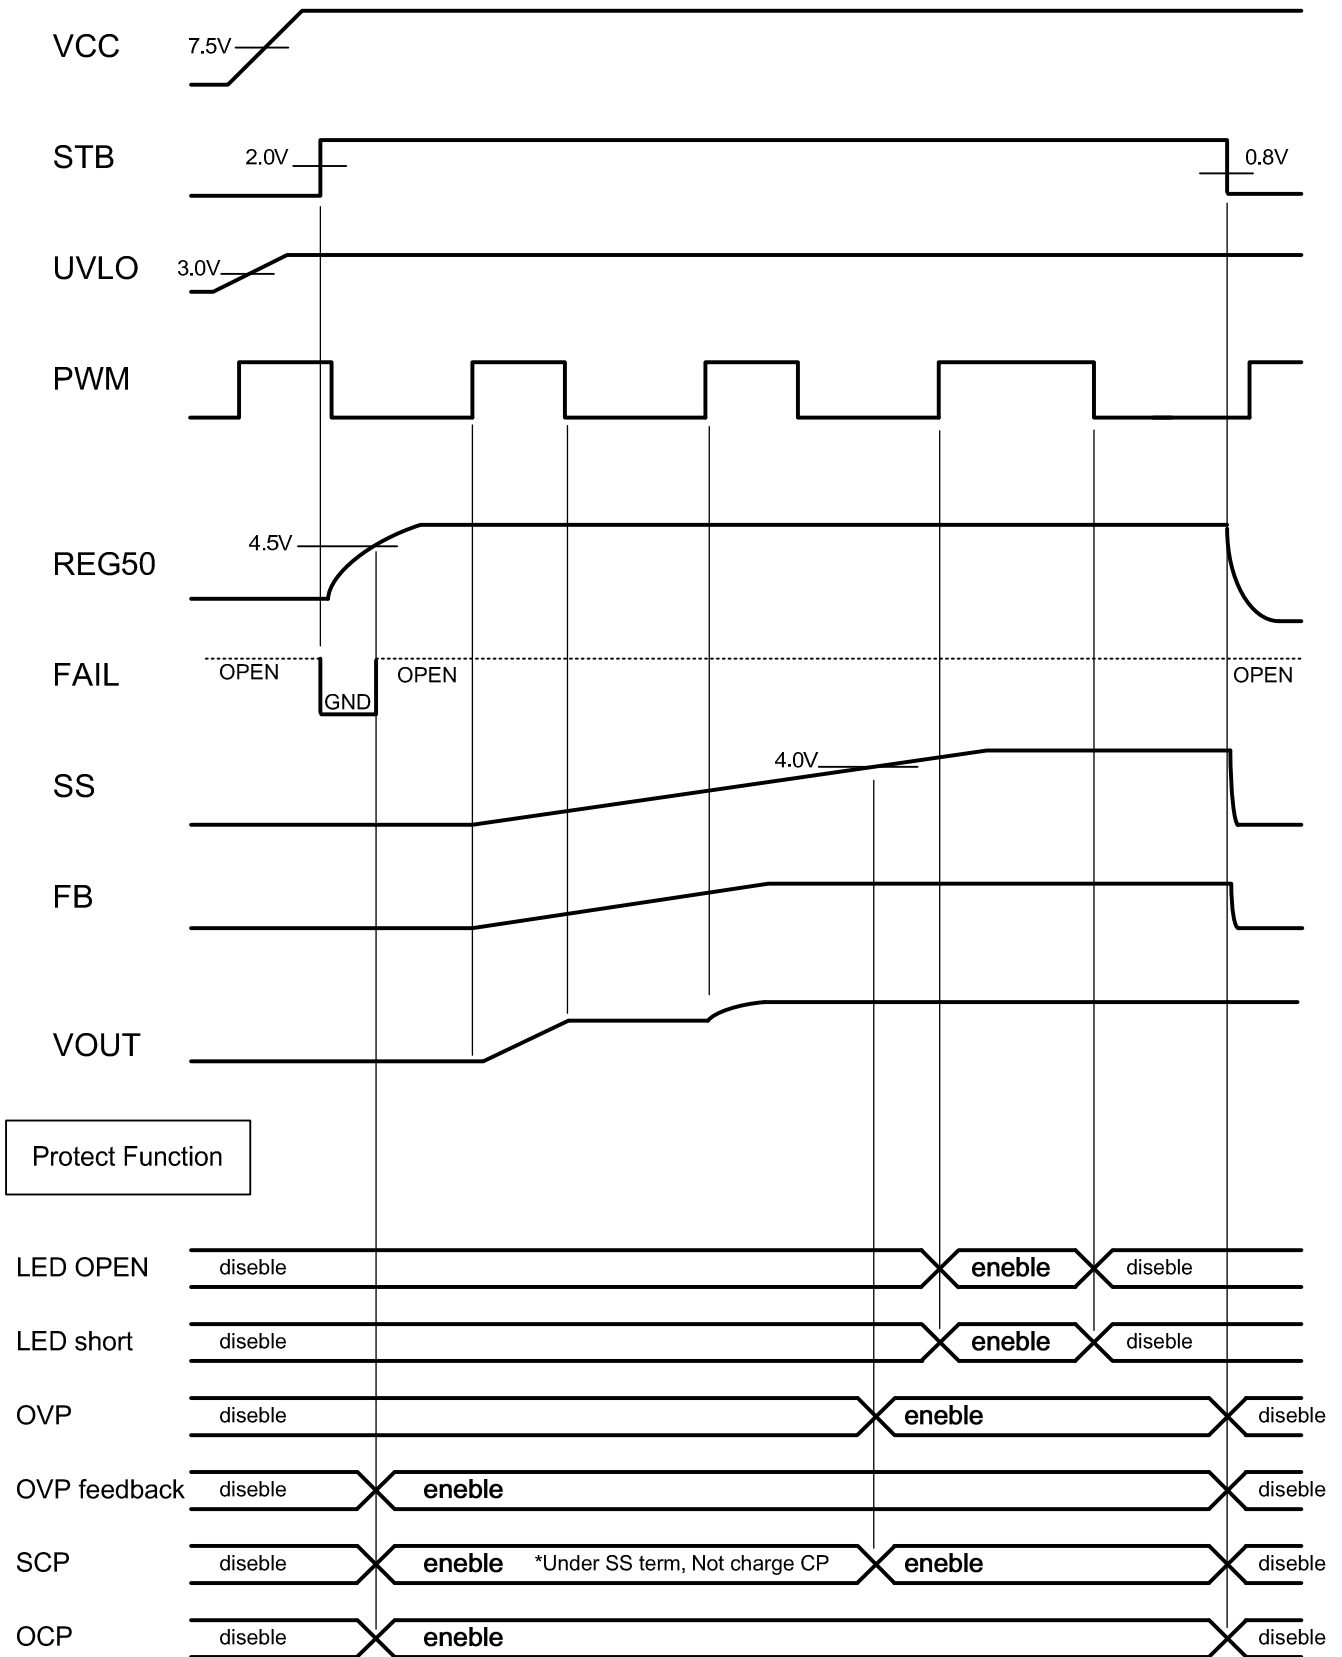 VCC
7.5V
STB
2.0V
0.8V
UVLO
3.0V
PWM
REG50
4.5V
FAIL
OPEN
GND
OPEN
OPEN
SS
4.0V
FB
VOUT
Protect Function
LED OPEN
diseble
eneble
diseble
LED short
diseble
eneble
diseble
OVP
diseble
eneble
diseble
OVP feedback
diseble
eneble
diseble
SCP
diseble
eneble
*Under SS term, Not charge CP
eneble
diseble
OCP
diseble
eneble
diseble